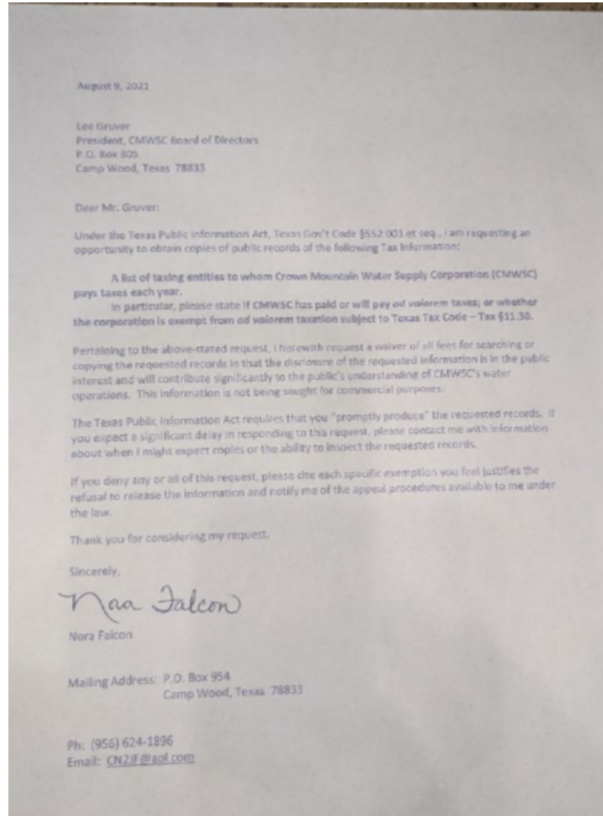 August 9, 2021
Lee Gruver
President, CMWSC Board of Directors
P.O. Box 305
Camp Wood, Texas 78833
Dear Mr. Gruver:
Under the Texas Public Information Act, Texas Gov't Code §552.001 et seq., I am requesting an
opportunity to obtain copies of public records of the following Tax Information:
A list of taxing entities to whom Crown Mountain Water Supply Corporation (CMWSC)
pays taxes each year.
In particular, please state if CMWSC has paid or will pay ad valorem taxes; or whether
the corporation is exempt from ad valorem taxation subject to Texas Tax Code – Tax §11.30.
Pertaining to the above-stated request, I herewith request a waiver of all fees for searching or
copying the requested records in that the disclosure of the requested information is in the public
interest and will contribute significantly to the public's understanding of CMWSC's water
operations. This information is not being sought for commercial purposes.
The Texas Public Information Act requires that you "promptly produce" the requested records. If
you expect a significant delay in responding to this request, please contact me with information
about when I might expect copies or the ability to inspect the requested records.
If you deny any or all of this request, please cite each specific exemption you feel justifies the
refusal to release the information and notify me of the appeal procedures available to me under
the law.
Thank you for considering my request.
Sincerely,
Nora Falcon
Nora Falcon
Mailing Address: P.O. Box 954
Camp Wood, Texas 78833
Ph: (956) 624-1896
Email: CN2JF@aol.com